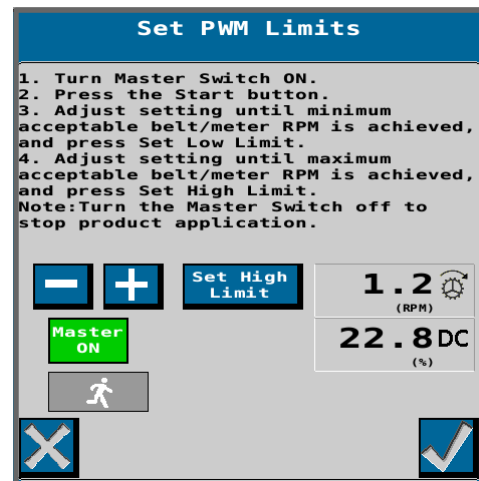 Set PWM Limits
1. Turn Master Switch ON.
2. Press the Start button.
3. Adjust setting until minimum
acceptable belt/meter RPM is achieved,
and press Set Low Limit.
4. Adjust setting until maximum
acceptable belt/meter RPM is achieved,
and press Set High Limit.
Note:Turn the Master Switch off to
stop product application.
Set High
Limit
1.2
(RPM)
Master
ON
22.8 DC
(%)